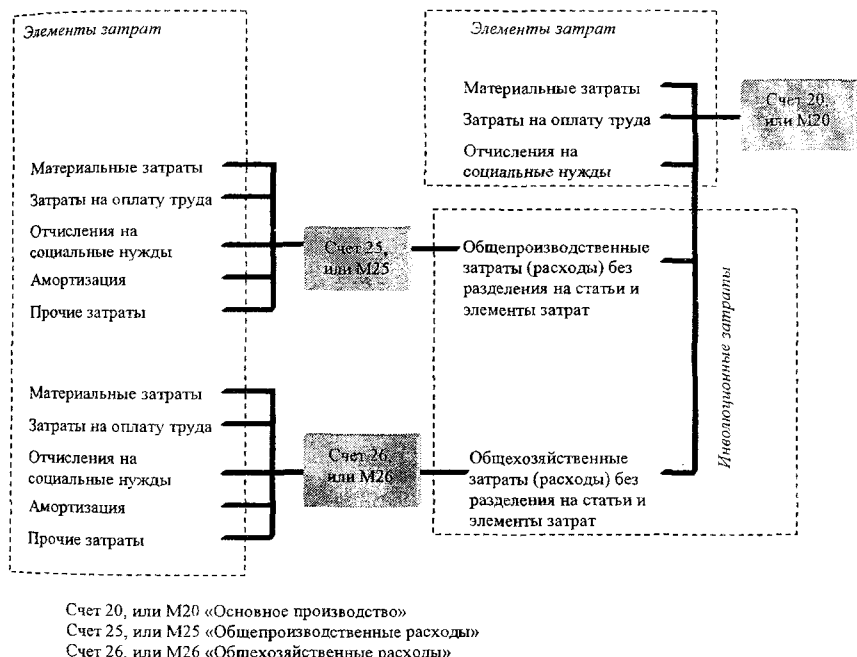 Элементы затрат
Материальные затраты
Затраты на оплату труда
Отчисления на
социальные нужды
Амортизация
Прочие затраты
Счет 25,
или М25
Материальные затраты
Затраты на оплату труда
Отчисления на
социальные нужды
Амортизация
Прочие затраты
Счет 26,
или М26
Элементы затрат
Материальные затраты
Затраты на оплату труда
Отчисления на
социальные нужды
Счет 20,
или М20
Общепроизводственные
затраты (расходы) без
разделения на статьи и
элементы затрат
Общехозяйственные
затраты (расходы) без
разделения на статьи и
элементы затрат
Инволюционные затраты
Счет 20, или М20 «Основное производство»
Счет 25, или М25 «Общепроизводственные расходы»
Счет 26, или М26 «Общехозяйственные расходы»